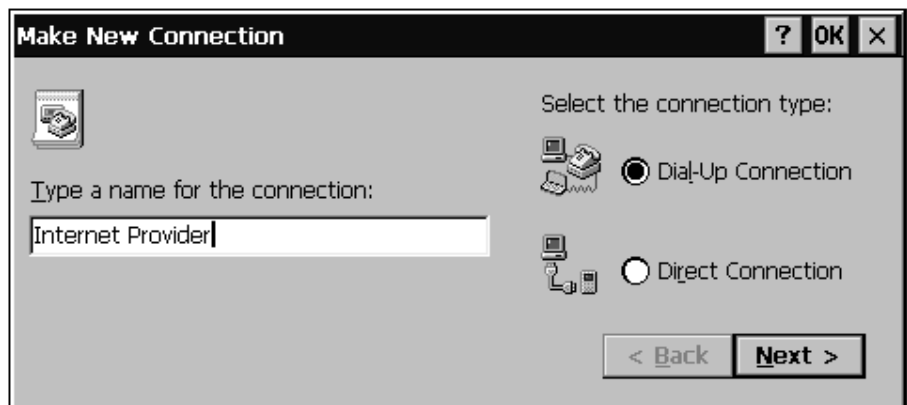 Make New Connection ? OK ×
Select the connection type:
Dial-Up Connection
Type a name for the connection:
Internet Provider
Direct Connection
< Back Next >